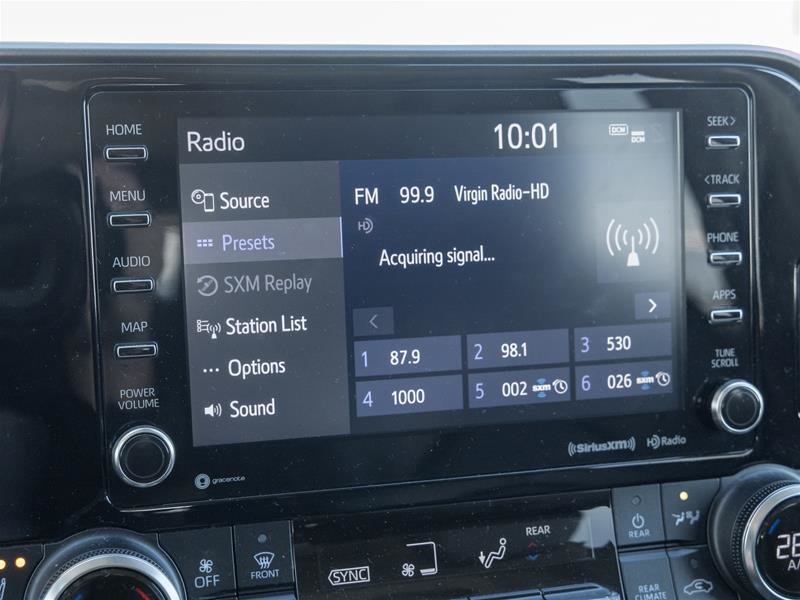 HOME
MENU
AUDIO
MAP
POWER
VOLUME
Radio
10:01
DCM
DCM
Source
Presets
SXM Replay
Station List
Options
Sound
FM 99.9 Virgin Radio-HD
HD
Acquiring signal...
< >
1 87.9 2 98.1 3 530
4 1000 5 002 sxm 6 026 sxm
SEEK>
<TRACK
PHONE
APPS
TUNE
SCROLL
gracenote
SiriusXM HD Radio
OFF
FRONT
SYNC
REAR
REAR
REAR
CLIMATE